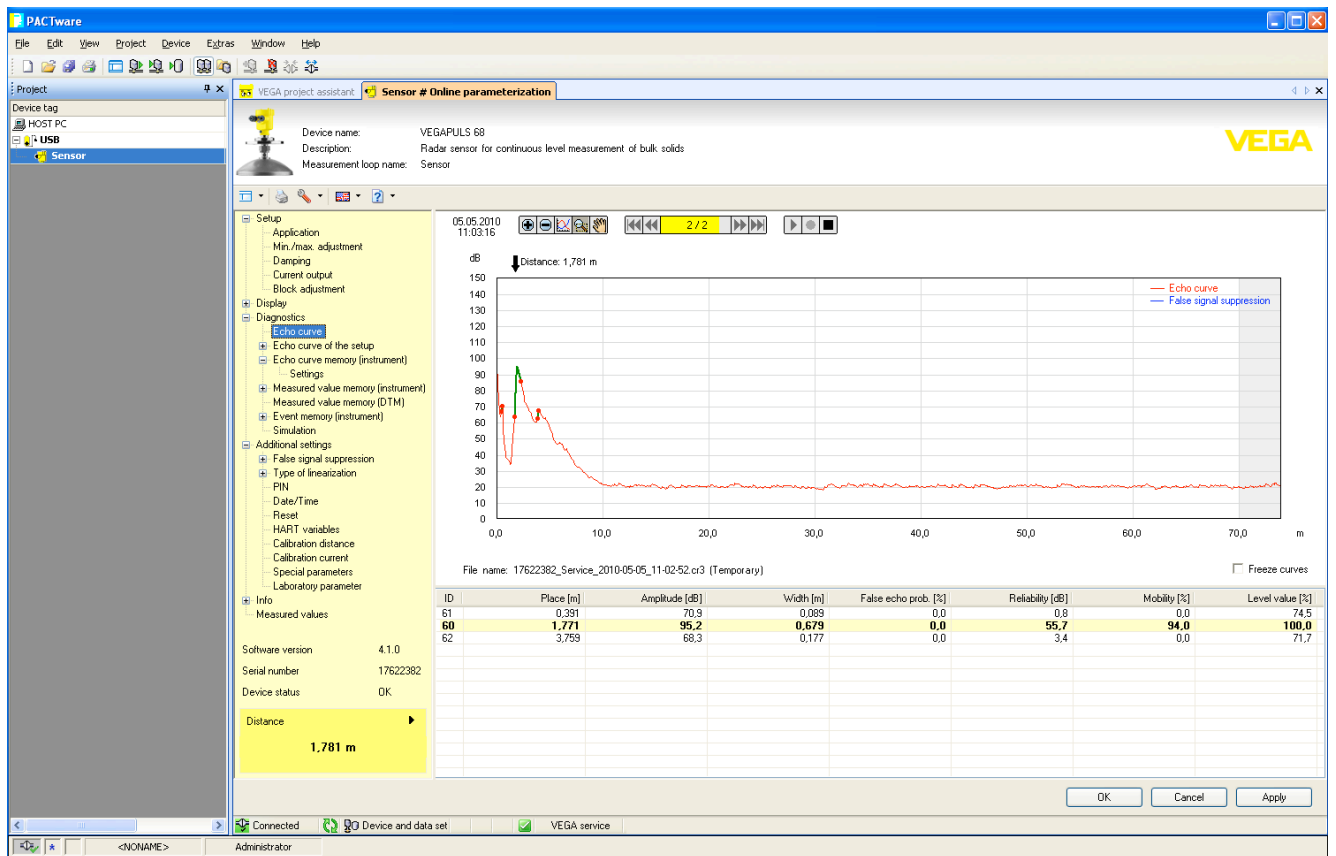 PACTware
File Edit View Project Device Extras Window Help
Project
Device tag
HOST PC
USB
Sensor
VEGA project assistant Sensor # Online parameterization
Device name: VEGAPULS 68
Description: Radar sensor for continuous level measurement of bulk solids
Measurement loop name: Sensor
VEGA
Setup
Application
Min./max. adjustment
Damping
Current output
Block adjustment
Display
Diagnostics
Echo curve
Echo curve of the setup
Echo curve memory (instrument)
Settings
Measured value memory (instrument)
Measured value memory (DTM)
Event memory (instrument)
Simulation
Additional settings
False signal suppression
Type of linearization
PIN
Date/Time
Reset
HART variables
Calibration distance
Calibration current
Special parameters
Laboratory parameter
Info
Measured values
Software version 4.1.0
Serial number 17622382
Device status OK
Distance
1,781 m
05.05.2010
11:03:16
2 / 2
dB
Distance: 1,781 m
150
140
130
120
110
100
90
80
70
60
50
40
30
20
10
0
Echo curve
False signal suppression
0,0 10,0 20,0 30,0 40,0 50,0 60,0 70,0 m
File name: 17622382_Service_2010-05-05_11-02-52.cr3 (Temporary)
Freeze curves
ID Place [m] Amplitude [dB] Width [m] False echo prob. [%] Reliability [dB] Mobility [%] Level value [%]
61 0,391 70,9 0,089 0,0 0,8 0,0 74,5
60 1,771 95,2 0,679 0,0 55,7 94,0 100,0
62 3,759 68,3 0,177 0,0 3,4 0,0 71,7
OK Cancel Apply
Connected Device and data set VEGA service
<NONAME> Administrator